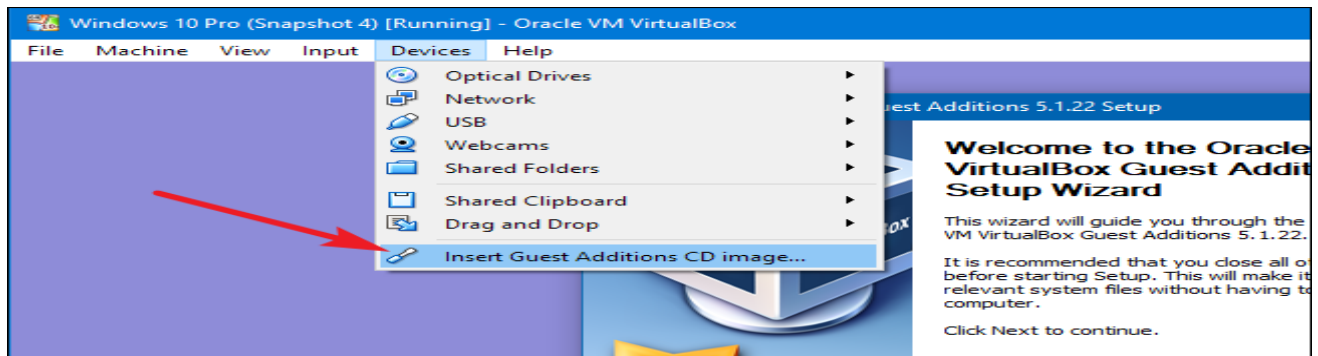 Windows 10 Pro (Snapshot 4) [Running] - Oracle VM VirtualBox
File Machine View Input Devices Help
Optical Drives
Network
USB
Webcams
Shared Folders
Shared Clipboard
Drag and Drop
Insert Guest Additions CD image...
Additions 5.1.22 Setup
Welcome to the Oracle
VirtualBox Guest
Setup Wizard
This wizard will guide you through the
VM VirtualBox Guest Additions 5.1.22.
It is recommended that you close all
before starting Setup. This will make it
relevant system files without having
computer.
Click Next to continue.